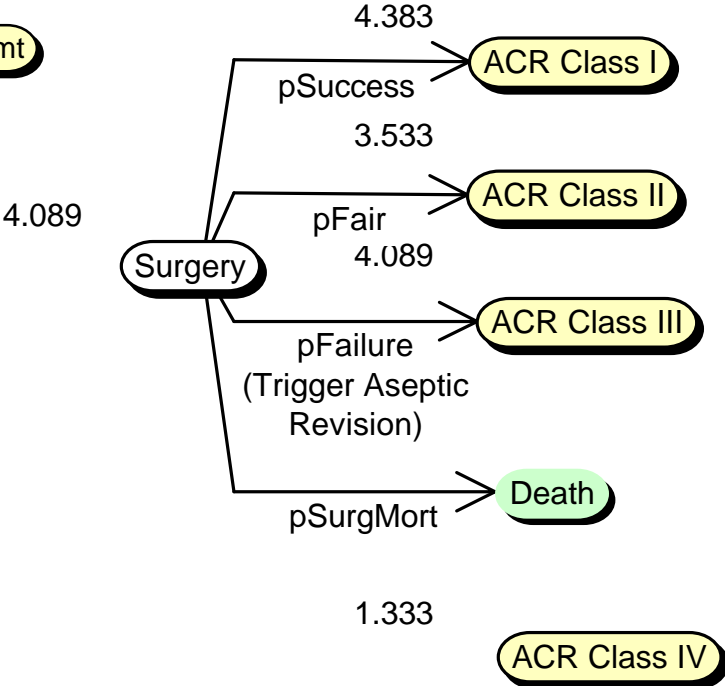 4.383
mt
ACR Class I
pSuccess
3.533
ACR Class II
4.089
pFair
4.089
Surgery
ACR Class III
pFailure
(Trigger Aseptic
Revision)
Death
pSurgMort
1.333
ACR Class IV